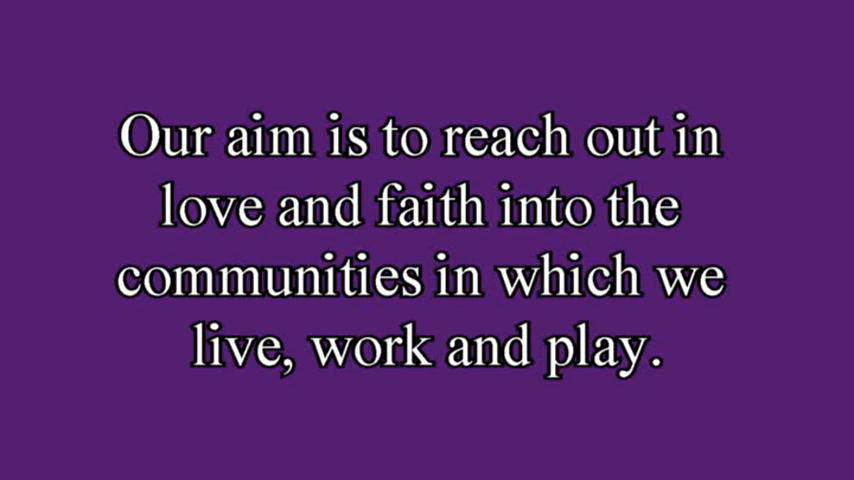 Our aim is to reach out in
love and faith into the
communities in which we
live, work and play.